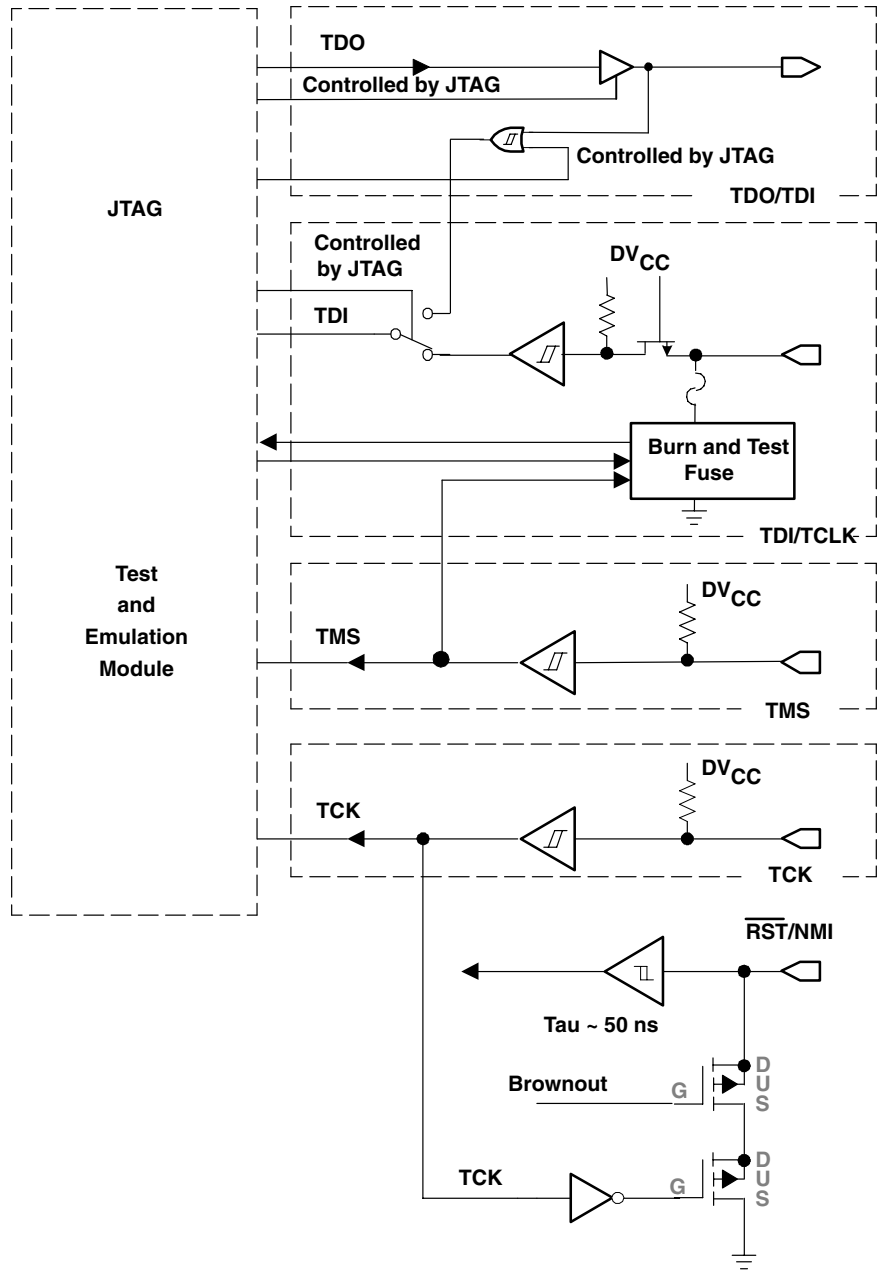 TDO
Controlled by JTAG
Controlled by JTAG
TDO/TDI
JTAG
Controlled
by JTAG
TDI
DVCC
Burn and Test
Fuse
TDI/TCLK
Test
and
Emulation
Module
TMS
DVCC
TMS
TCK
DVCC
TCK
RST/NMI
Tau ~ 50 ns
Brownout
G
D
U
S
TCK
G
D
U
S